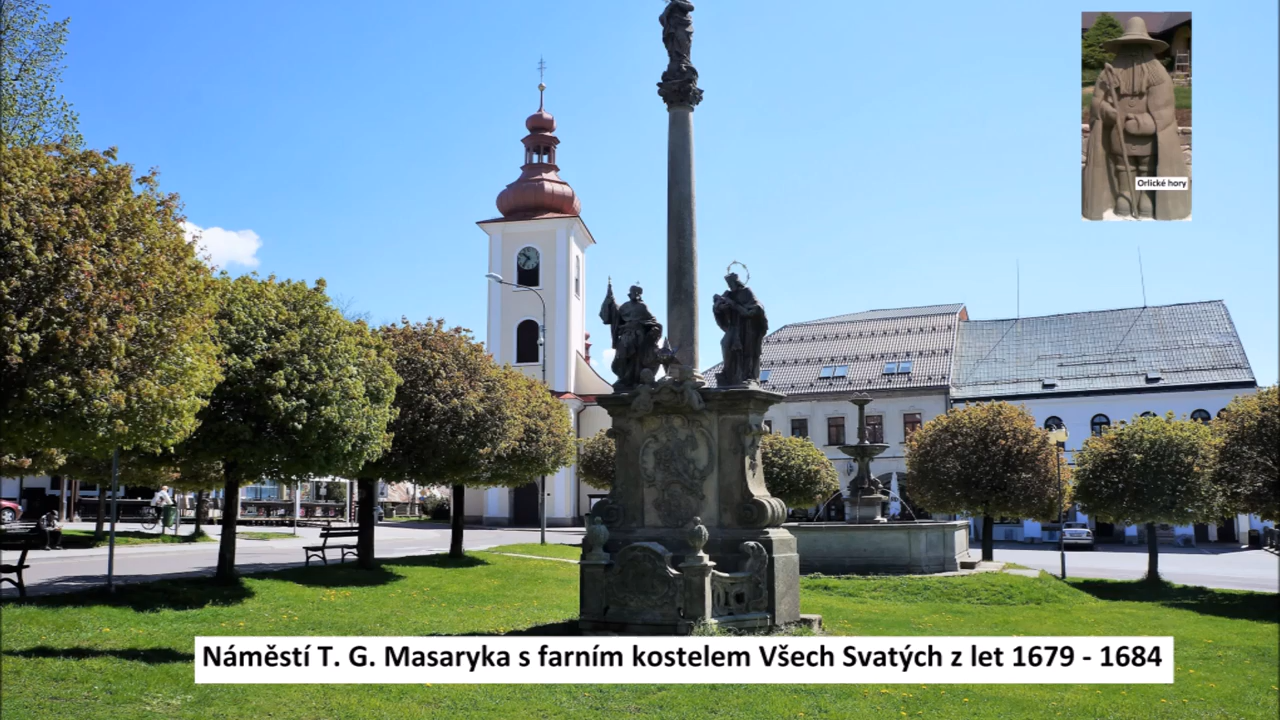 Orlické hory
Náměstí T. G. Masaryka s farním kostelem Všech Svatých z let 1679 - 1684